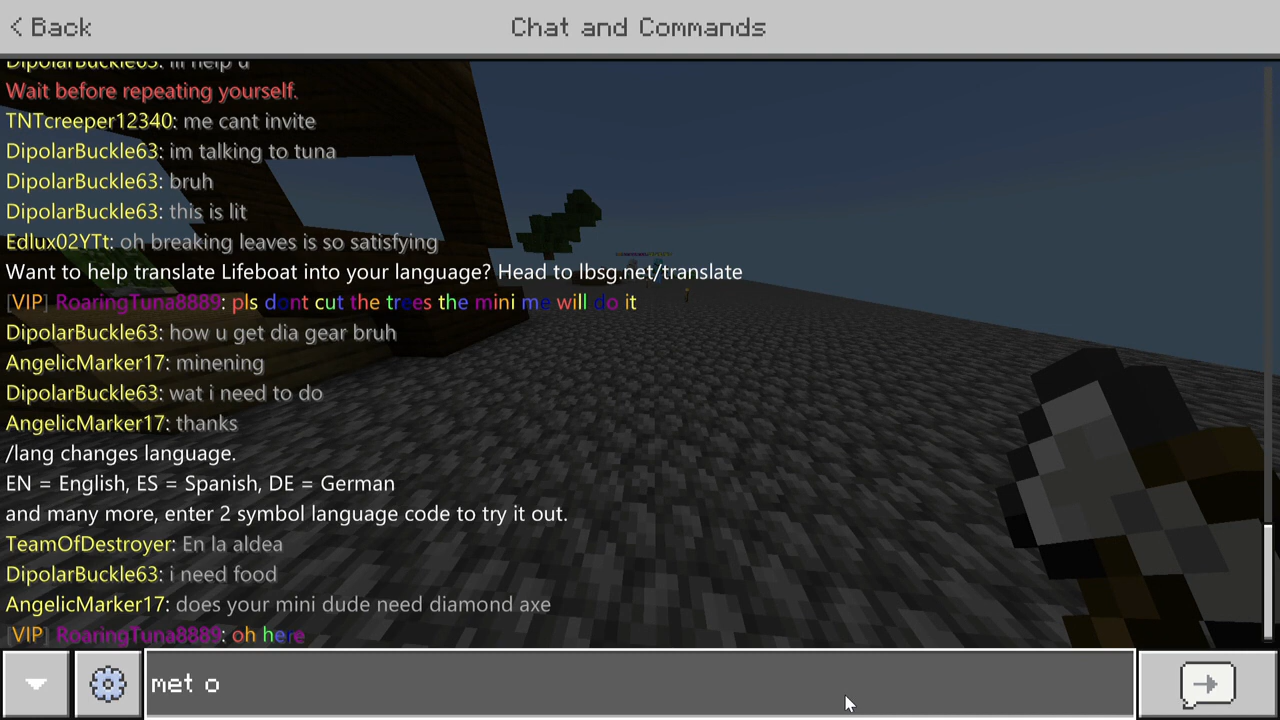 Back
Chat and Commands
DipolarBuckle63: ill help u
Wait before repeating yourself.
TNTcreeper12340: me cant invite
DipolarBuckle63: im talking to tuna
DipolarBuckle63: bruh
DipolarBuckle63: this is lit
Edlux02YTt: oh breaking leaves is so satisfying
Want to help translate Lifeboat into your language? Head to lbsg.net/translate
[VIP] RoaringTuna8889: pls dont cut the trees the mini me will do it
DipolarBuckle63: how u get dia gear bruh
AngelicMarker17: minening
DipolarBuckle63: wat i need to do
AngelicMarker17: thanks
/lang changes language.
EN = English, ES = Spanish, DE = German
and many more, enter 2 symbol language code to try it out.
TeamOfDestroyer: En la aldea
DipolarBuckle63: i need food
AngelicMarker17: does your mini dude need diamond axe
[VIP] RoaringTuna8889: oh here
met o